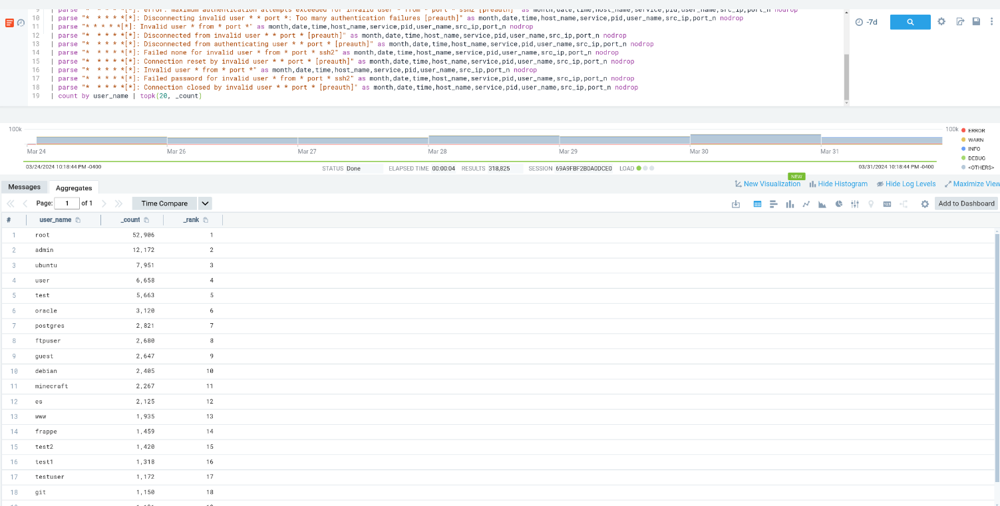 9 | parse "* * * * *[*]: error: maximum authentication attempts exceeded for invalid user * from * port * ssh2 [preauth]" as month,date,time,host_name,service,pid,user_name,src_ip,port_n nodrop
10 | parse "*  * * * *[*]: Disconnecting invalid user * * port *: Too many authentication failures [preauth]" as month,date,time,host_name,service,pid,user_name,src_ip,port_n nodrop
11 | parse "* * * * *[*]: Invalid user * from * port *" as month,date,time,host_name,service,pid,user_name,src_ip,port_n nodrop
12 | parse "*  * * * *[*]: Disconnected from invalid user * * port * [preauth]" as month,date,time,host_name,service,pid,user_name,src_ip,port_n nodrop
13 | parse "*  * * * *[*]: Disconnected from authenticating user * * port * [preauth]" as month,date,time,host_name,service,pid,user_name,src_ip,port_n nodrop
14 | parse "*  * * * *[*]: Failed none for invalid user * from * port * ssh2" as month,date,time,host_name,service,pid,user_name,src_ip,port_n nodrop
15 | parse "*  * * * *[*]: Connection reset by invalid user * * port * [preauth]" as month,date,time,host_name,service,pid,user_name,src_ip,port_n nodrop
16 | parse "*  * * * *[*]: Invalid user * from * port *" as month,date,time,host_name,service,pid,user_name,src_ip,port_n nodrop
17 | parse "*  * * * *[*]: Failed password for invalid user * from * port * ssh2" as month,date,time,host_name,service,pid,user_name,src_ip,port_n nodrop
18 | parse "*  * * * *[*]: Connection closed by invalid user * * port * [preauth]" as month,date,time,host_name,service,pid,user_name,src_ip,port_n nodrop
19 | count by user_name | topk(20, _count)
-7d
100k 100k
ERROR
WARN
INFO
DEBUG
<OTHERS>
Mar 24 Mar 26 Mar 27 Mar 28 Mar 29 Mar 30 Mar 31
03/24/2024 10:18:44 PM -0400 STATUS Done ELAPSED TIME 00:00:04 RESULTS 318,825 SESSION 69A9FBF2B0A0DCE0 LOAD 03/31/2024 10:18:44 PM -0400
NEW
Messages Aggregates New Visualization Hide Histogram Hide Log Levels Maximize View
Page: 1 of 1 Time Compare Add to Dashboard
# user_name _count _rank
1 root 52,906 1
2 admin 12,172 2
3 ubuntu 7,951 3
4 user 6,658 4
5 test 5,663 5
6 oracle 3,120 6
7 postgres 2,821 7
8 ftpuser 2,680 8
9 guest 2,647 9
10 debian 2,405 10
11 minecraft 2,267 11
12 es 2,125 12
13 www 1,935 13
14 frappe 1,459 14
15 test2 1,420 15
16 test1 1,318 16
17 testuser 1,172 17
18 git 1,150 18